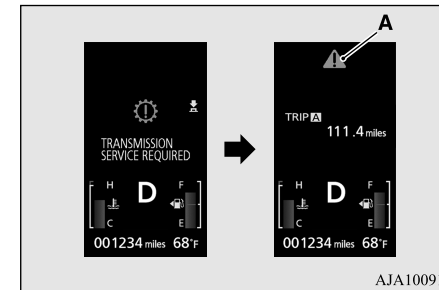 A
TRANSMISSION
SERVICE REQUIRED
H
D
F
C
E
001234 miles 68°F
TRIP A
111.4 miles
H
D
F
C
E
001234 miles 68°F
AJA1009